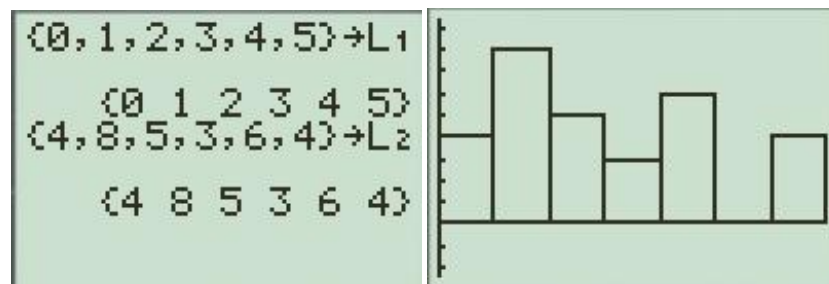 {0,1,2,3,4,5}→L₁
{0 1 2 3 4 5}
{4,8,5,3,6,4}→L₂
{4 8 5 3 6 4}